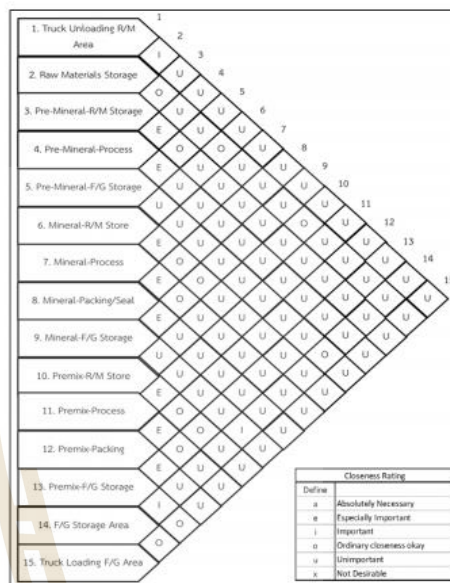 1. Truck Unloading R/M 1
Area 2
I 3
2. Raw Materials Storage U 4
O U 5
3. Pre-Mineral-R/M Storage U U 6
E U U 7
4. Pre-Mineral-Process O O U 8
E U U U 9
5. Pre-Mineral-F/G Storage U U U U 10
U U U U U 11
6. Mineral-R/M Store U U U O U 12
E U U U U U 13
7. Mineral-Process O U U U U U 14
E O U U U U U 15
8. Mineral-Packing/Seal O U U U U U U
E U U U U U U
9. Mineral-F/G Storage U U U U U U
U U U U O U
10. Premix-R/M Store U U U U U
E U U U U
11. Premix-Process O U U U
E O I U
12. Premix-Packing O U U
E U U
13. Premix-F/G Storage U U
I U
14. F/G Storage Area O
O
15. Truck Loading F/G Area
Closeness Rating
Define
a Absolutely Necessary
e Especially Important
i Important
o Ordinary closeness okay
u Unimportant
x Not Desirable